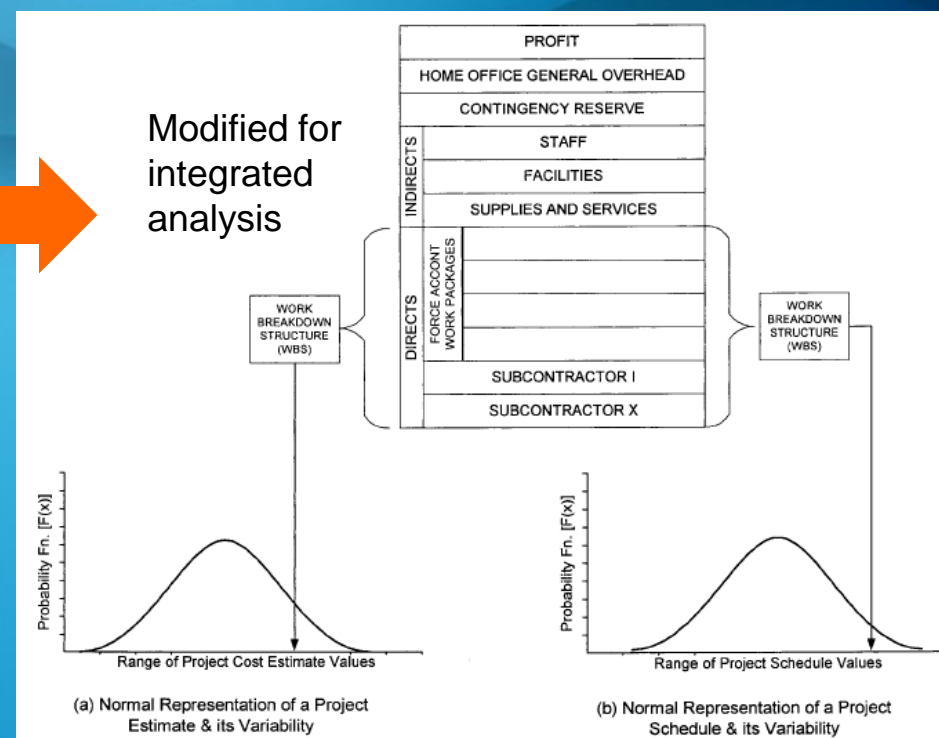 Modified for
integrated
analysis
PROFIT
HOME OFFICE GENERAL OVERHEAD
CONTINGENCY RESERVE
INDIRECTS
STAFF
FACILITIES
SUPPLIES AND SERVICES
DIRECTS
FORCE ACCONT
WORK PACKAGES
SUBCONTRACTOR I
SUBCONTRACTOR X
WORK
BREAKDOWN
STRUCTURE
(WBS)
WORK
BREAKDOWN
STRUCTURE
(WBS)
Probability Fn. [F(x)]
Range of Project Cost Estimate Values
(a) Normal Representation of a Project
Estimate & its Variability
Probability Fn. [F(x)]
Range of Project Schedule Values
(b) Normal Representation of a Project
Schedule & its Variability